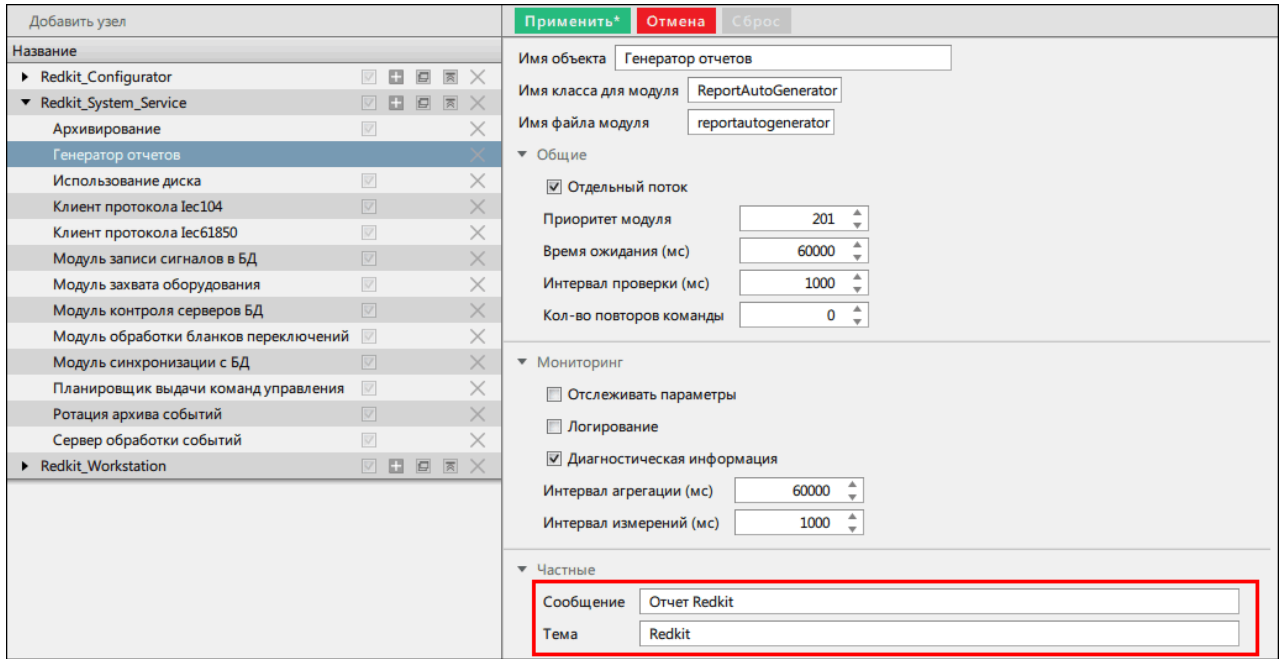 Добавить узел
Название
Redkit_Configurator
Redkit_System_Service
Архивирование
Генератор отчетов
Использование диска
Клиент протокола Iec104
Клиент протокола Iec61850
Модуль записи сигналов в БД
Модуль захвата оборудования
Модуль контроля серверов БД
Модуль обработки бланков переключений
Модуль синхронизации с БД
Планировщик выдачи команд управления
Ротация архива событий
Сервер обработки событий
Redkit_Workstation
Применить* Отмена Сброс
Имя объекта Генератор отчетов
Имя класса для модуля ReportAutoGenerator
Имя файла модуля reportautogenerator
Общие
Отдельный поток
Приоритет модуля 201
Время ожидания (мс) 60000
Интервал проверки (мс) 1000
Кол-во повторов команды 0
Мониторинг
Отслеживать параметры
Логирование
Диагностическая информация
Интервал агрегации (мс) 60000
Интервал измерений (мс) 1000
Частные
Сообщение Отчет Redkit
Тема Redkit